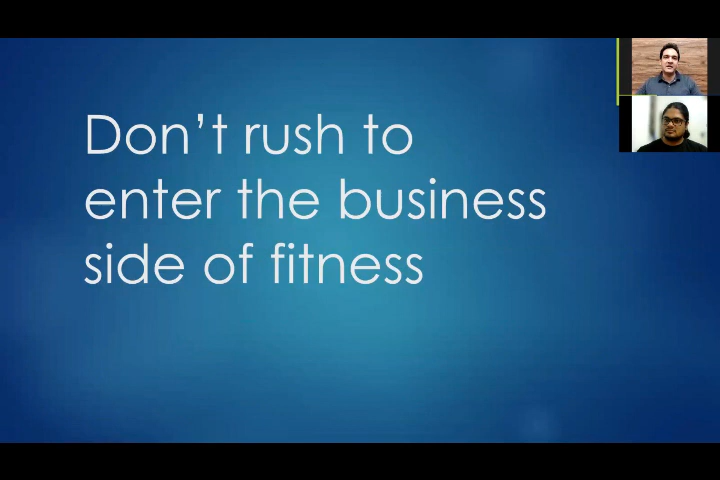 Don’t rush to
enter the business
side of fitness